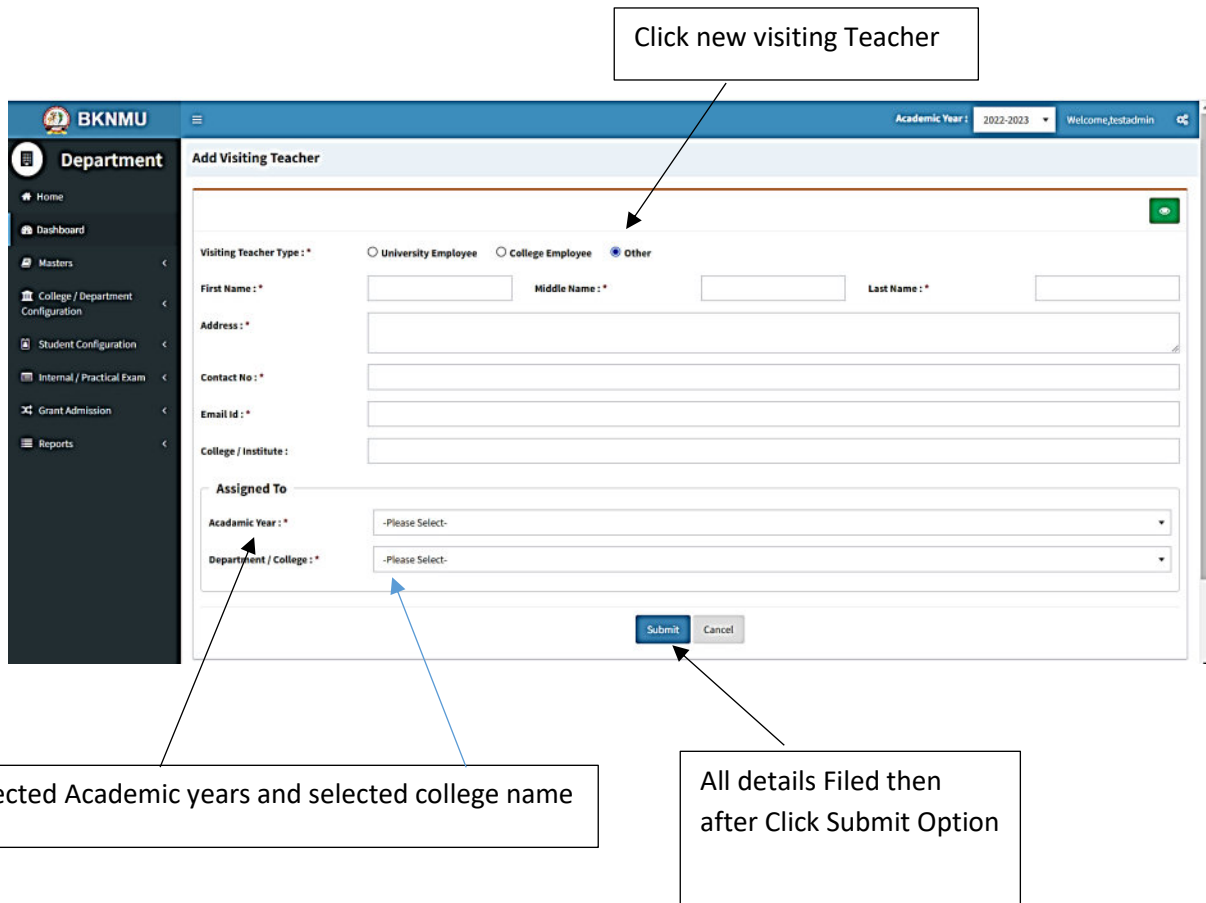 Click new visiting Teacher
BKNMU
Academic Year :
2022-2023
Welcome,testadmin
Department
Add Visiting Teacher
Home
Dashboard
Masters
College / Department
Configuration
Student Configuration
Internal / Practical Exam
Grant Admission
Reports
Visiting Teacher Type : *
University Employee
College Employee
Other
First Name : *
Middle Name : *
Last Name : *
Address : *
Contact No : *
Email Id : *
College / Institute :
Assigned To
Acadamic Year : *
-Please Select-
Department / College : *
-Please Select-
Submit
Cancel
ected Academic years and selected college name
All details Filed then
after Click Submit Option